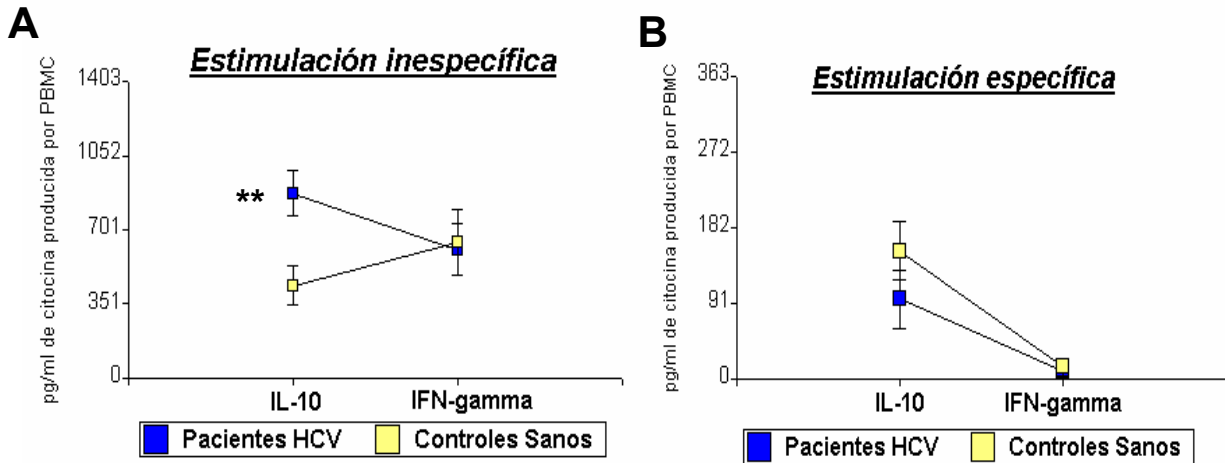 A
Estimulación inespecífica
pg/ml de citocina producida por PBMC
1403
1052
701
351
0
**
IL-10
IFN-gamma
Pacientes HCV
Controles Sanos
B
Estimulación específica
pg/ml de citocina producida por PBMC
363
272
182
91
0
IL-10
IFN-gamma
Pacientes HCV
Controles Sanos